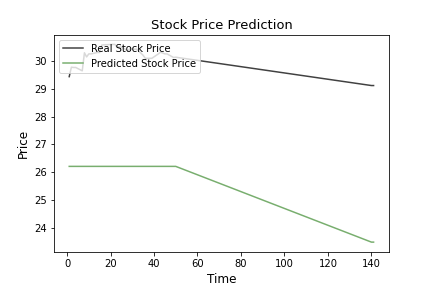 Stock Price Prediction
Real Stock Price
Predicted Stock Price
Price
30
29
28
27
26
25
24
0 20 40 60 80 100 120 140
Time